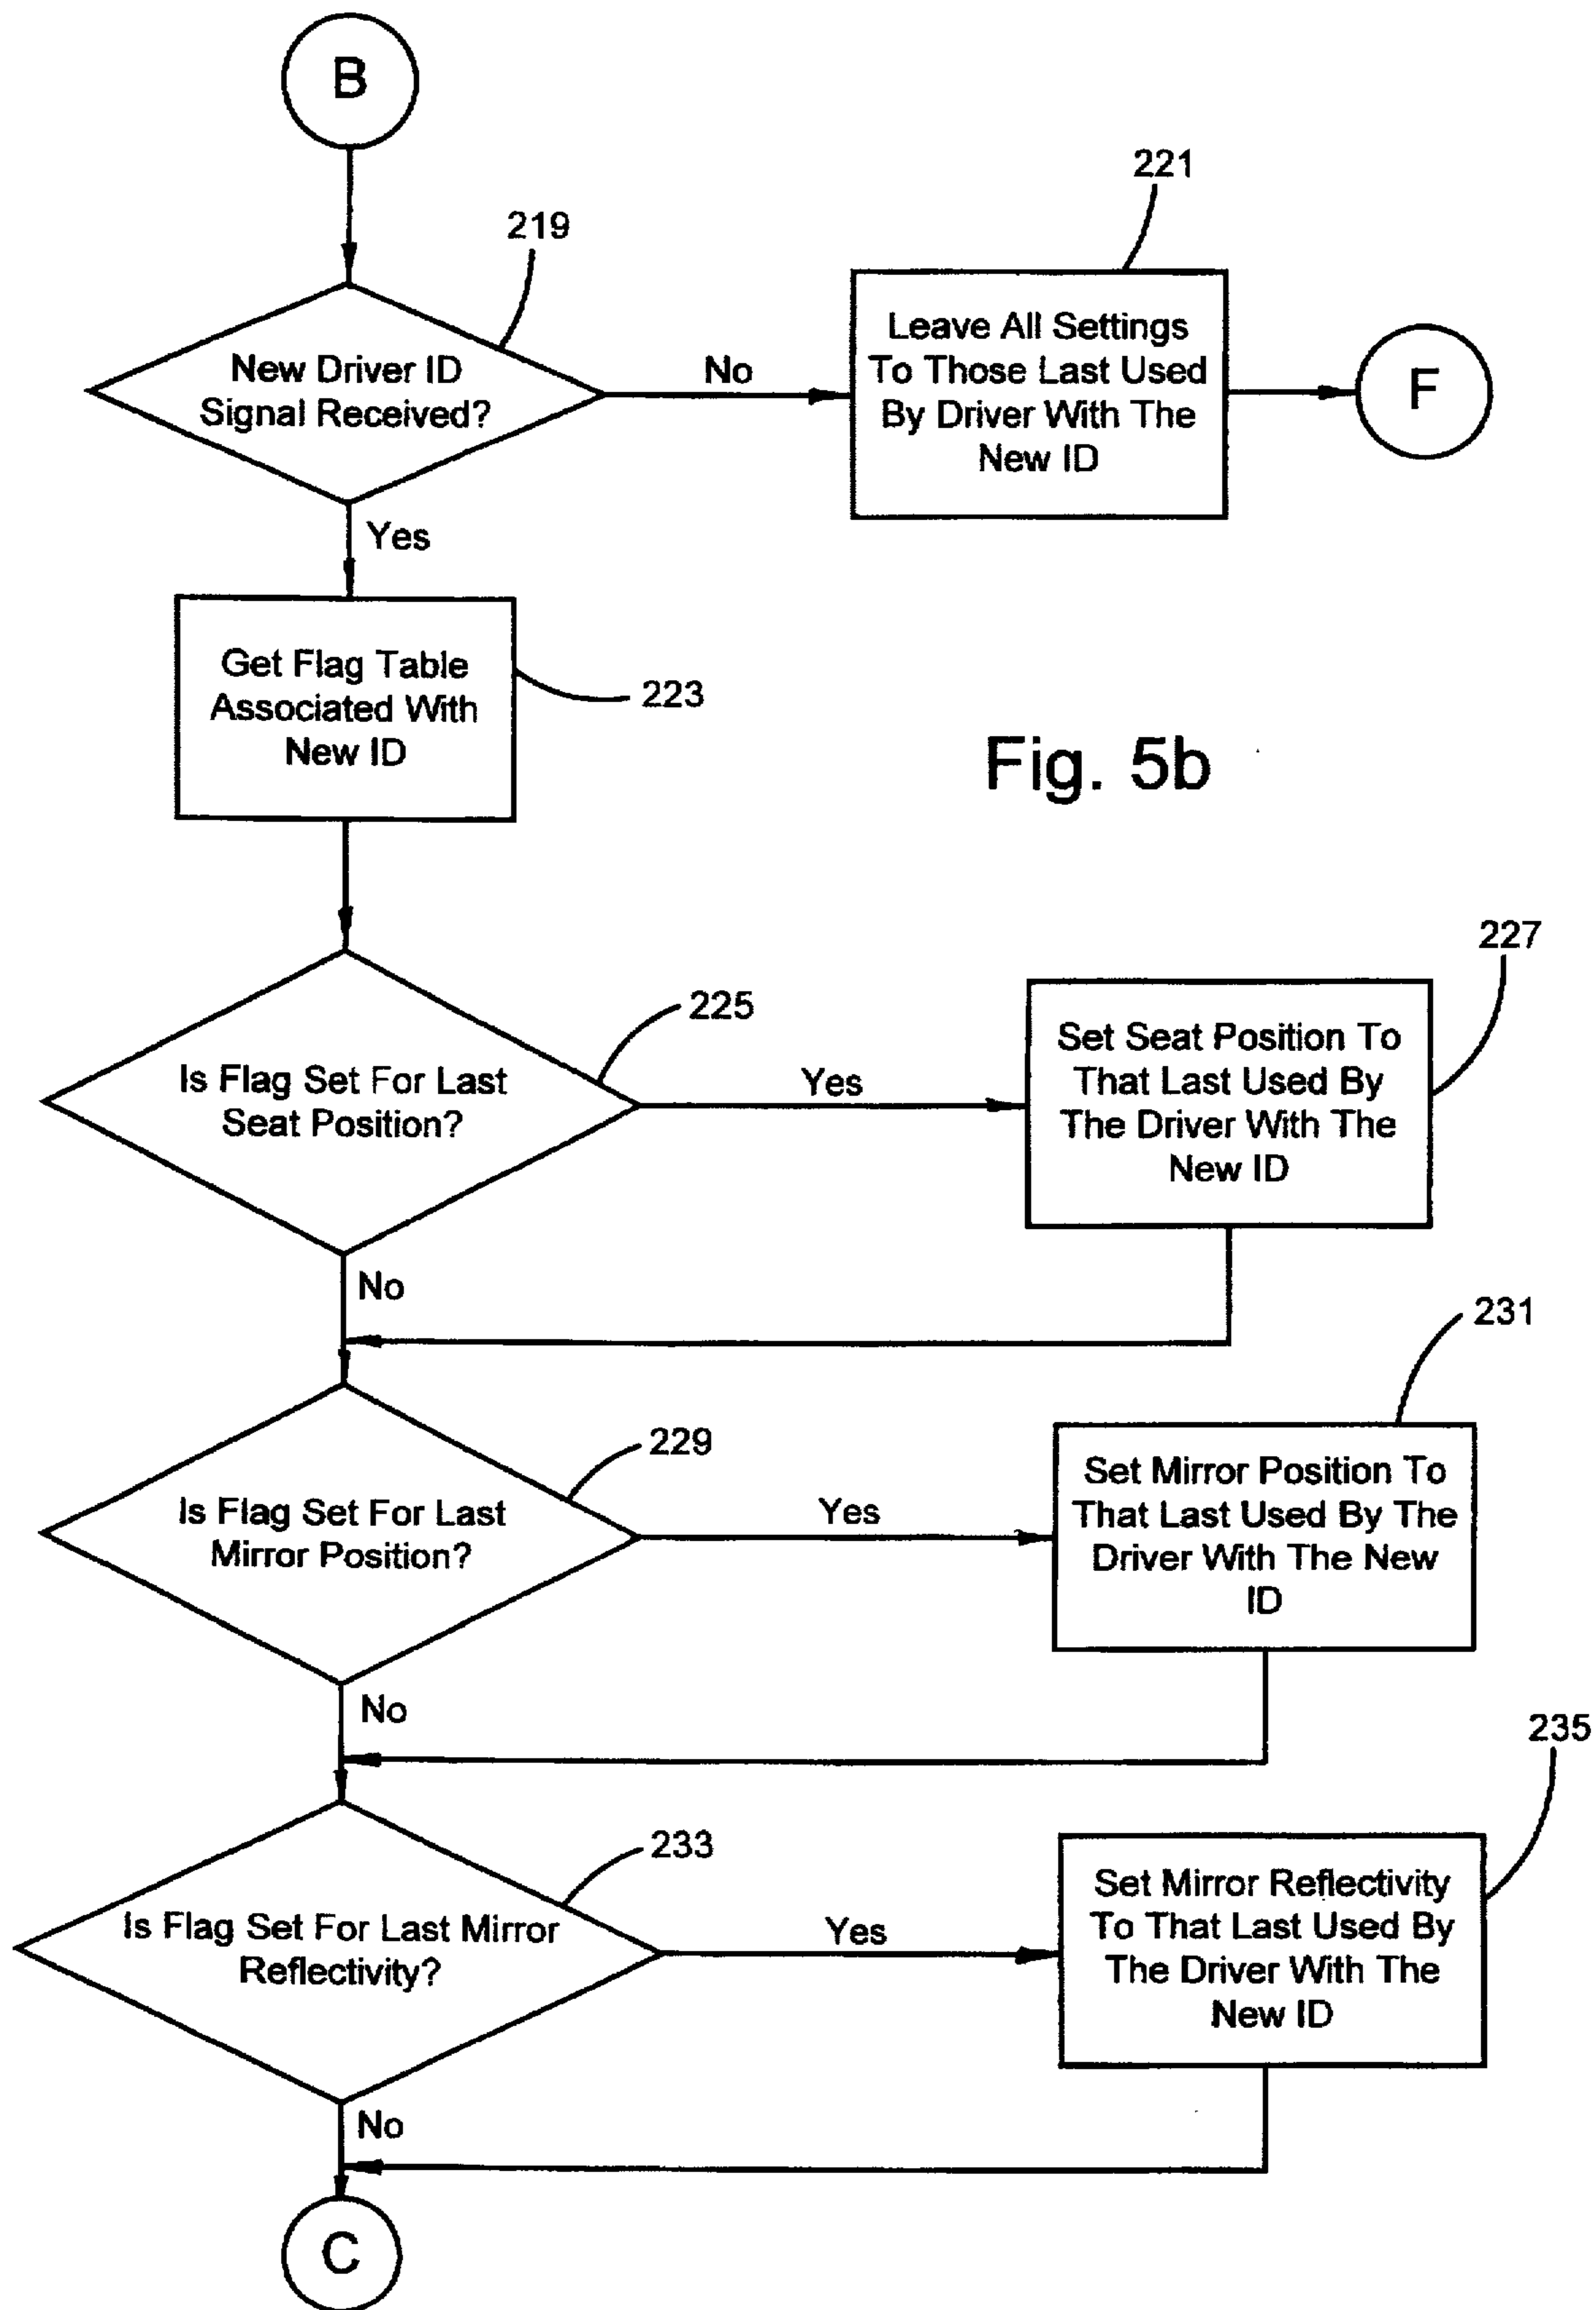 B
219
221
New Driver ID
Signal Received?
No
Leave All Settings
To Those Last Used
By Driver With The
New ID
F
Yes
Get Flag Table
Associated With
New ID
223
Fig. 5b
225
227
Is Flag Set For Last
Seat Position?
Yes
Set Seat Position To
That Last Used By
The Driver With The
New ID
No
229
231
Is Flag Set For Last
Mirror Position?
Yes
Set Mirror Position To
That Last Used By The
Driver With The New
ID
No
233
235
Is Flag Set For Last Mirror
Reflectivity?
Yes
Set Mirror Reflectivity
To That Last Used By
The Driver With The
New ID
No
C